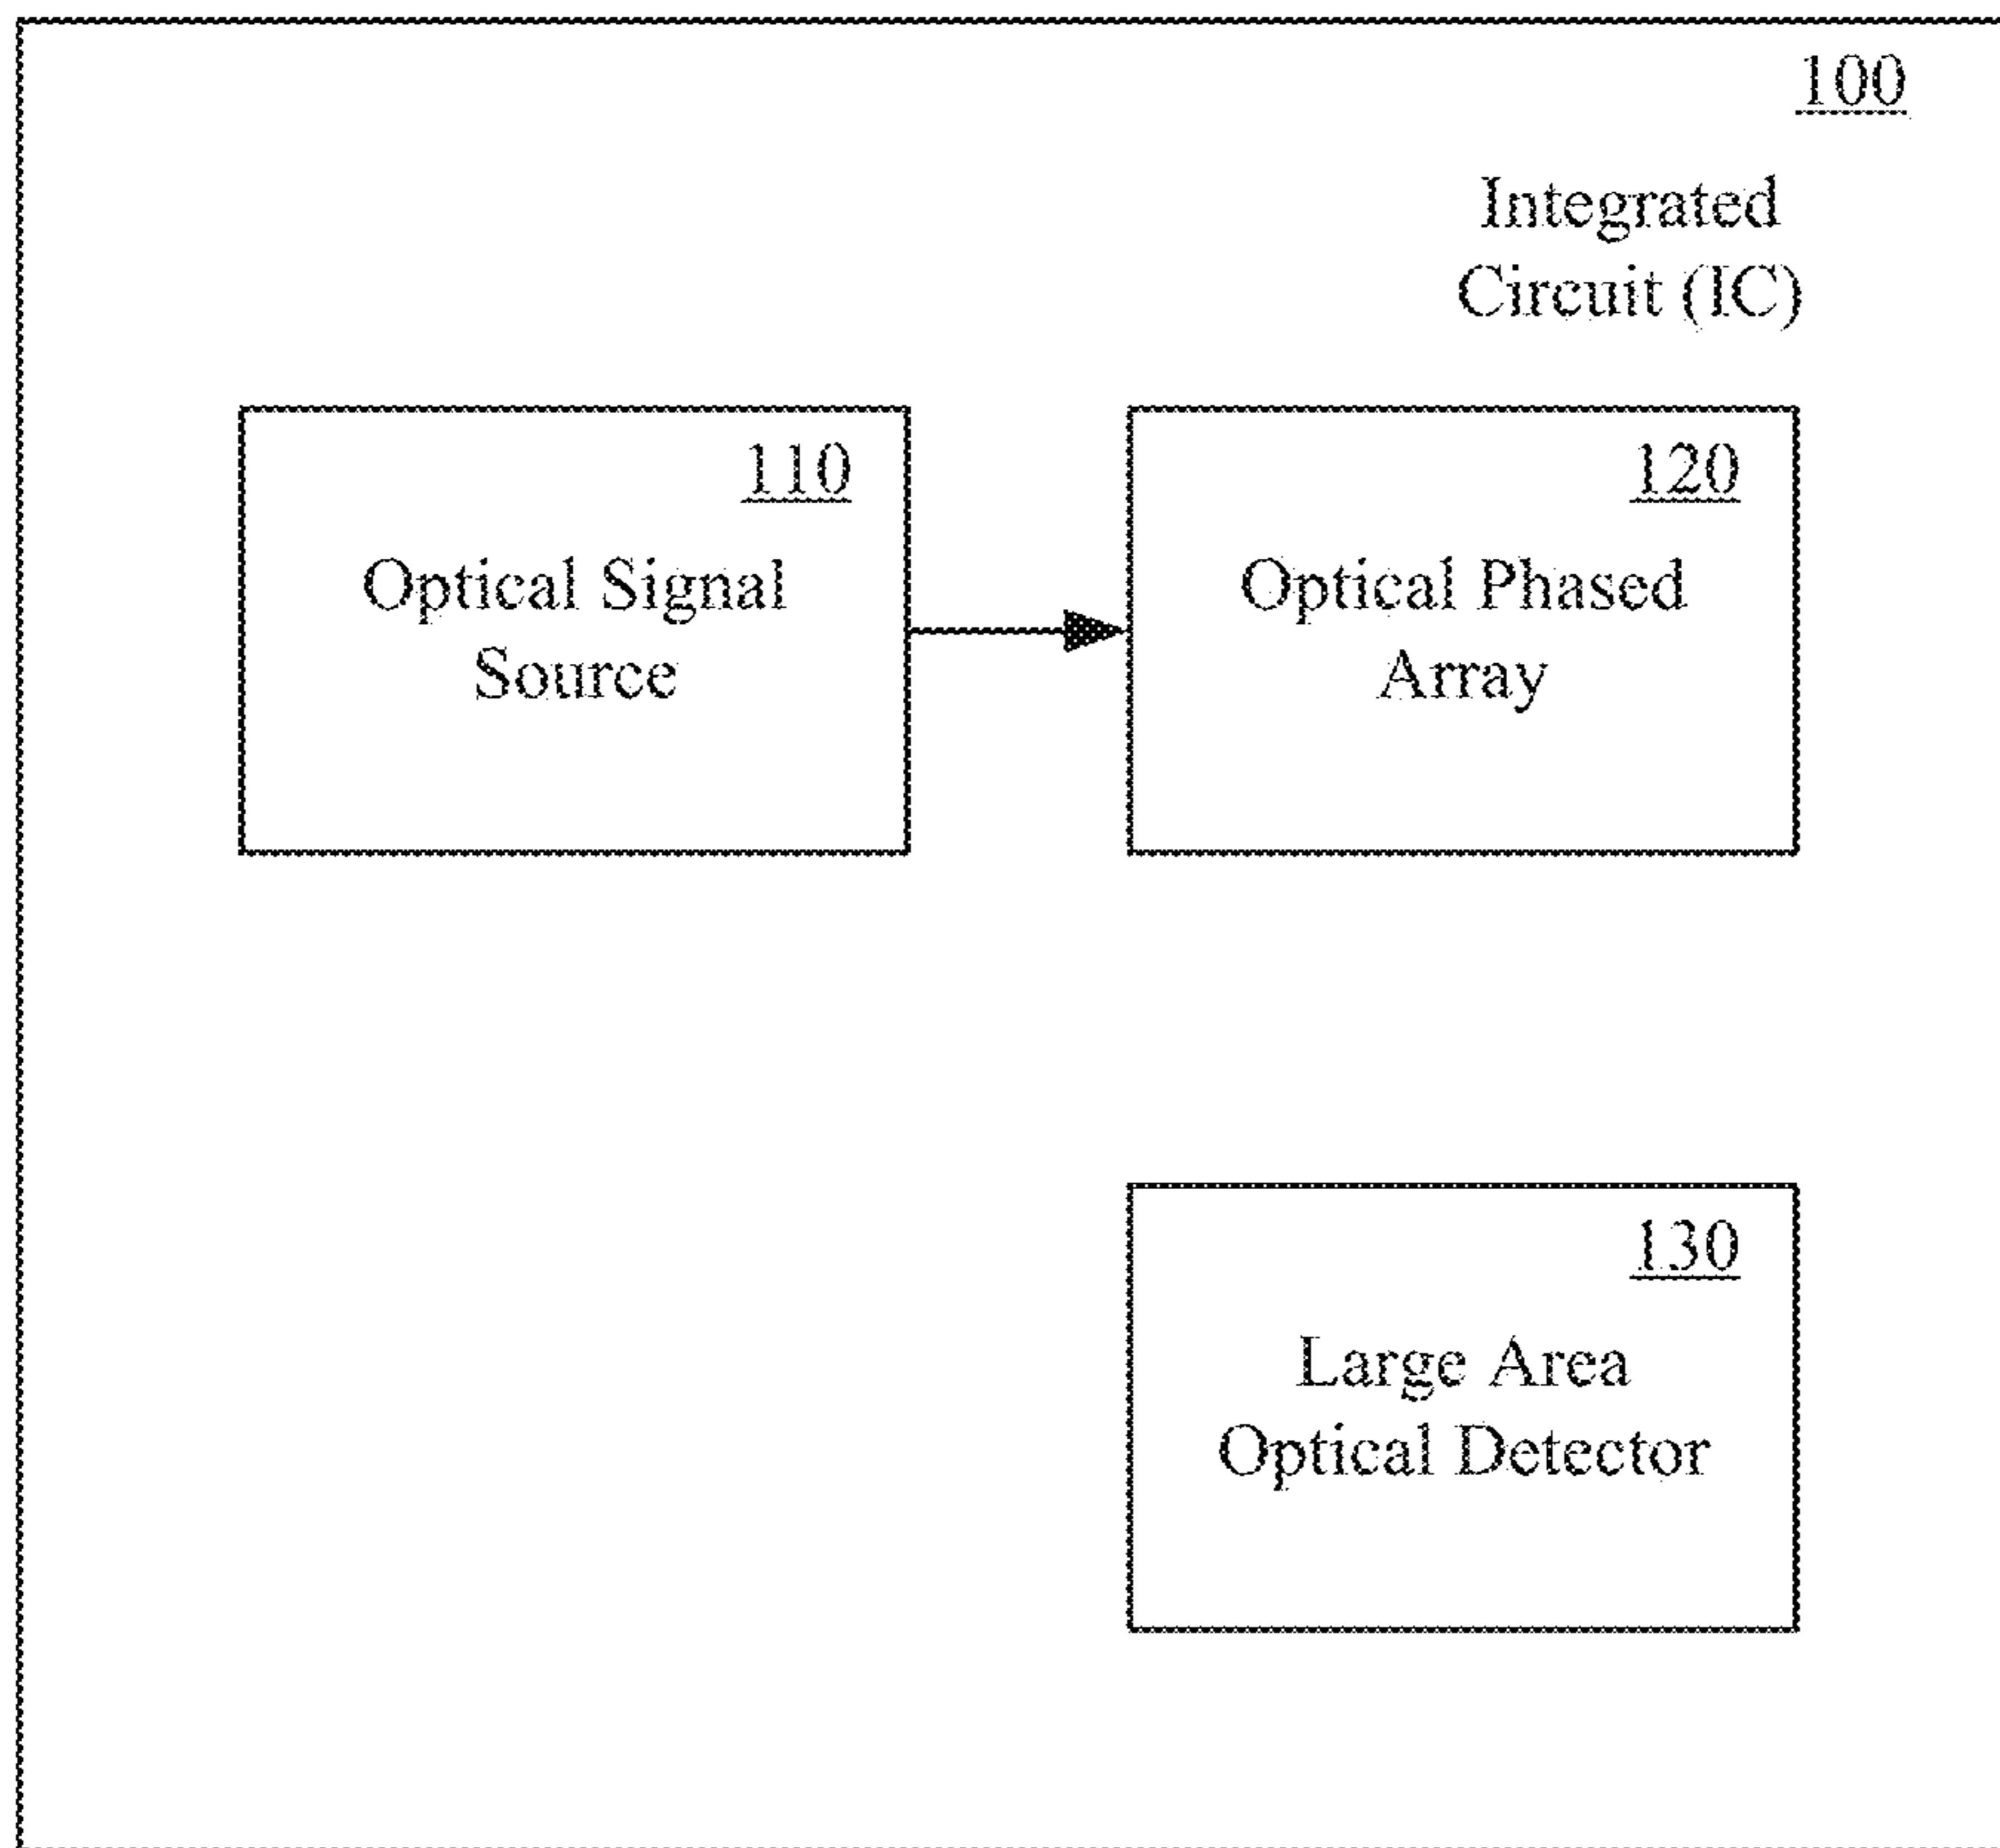 100
Integrated
Circuit (IC)
110
Optical Signal
Source
120
Optical Phased
Array
130
Large Area
Optical Detector